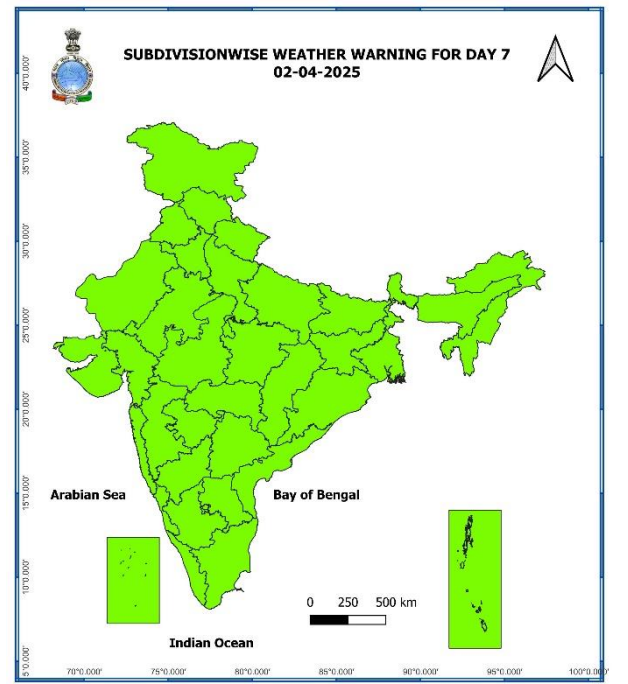 SUBDIVISIONWISE WEATHER WARNING FOR DAY 7
02-04-2025
40°0.000'
35°0.000'
30°0.000'
25°0.000'
20°0.000'
15°0.000'
10°0.000'
5°0.000'
Arabian Sea
Bay of Bengal
0 250 500 km
Indian Ocean
70°0.000' 75°0.000' 80°0.000' 85°0.000' 90°0.000' 95°0.000' 100°0.000'